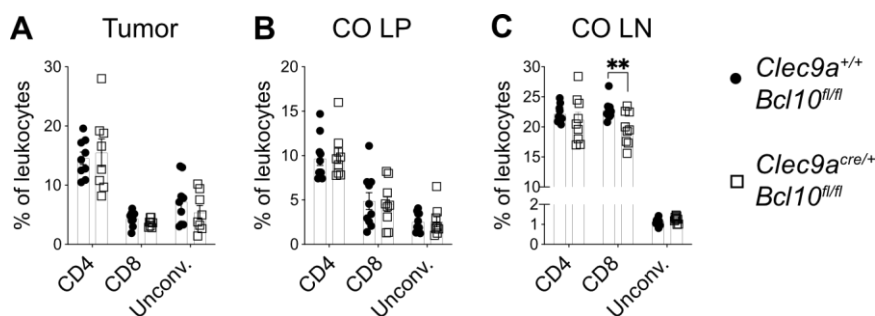 A Tumor
% of leukocytes
30
20
10
0
CD4
CD8
Unconv.
B CO LP
% of leukocytes
20
15
10
5
0
CD4
CD8
Unconv.
C CO LN
% of leukocytes
30
25
20
15
10
2
1
0
**
CD4
CD8
Unconv.
Clec9a+/+
Bcl10fl/fl
Clec9acre/+
Bcl10fl/fl